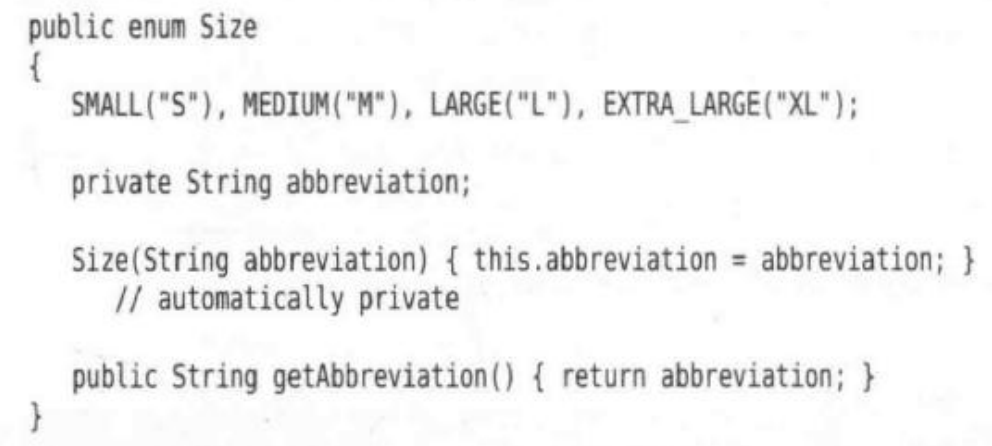 public enum Size
{
SMALL("S"), MEDIUM("M"), LARGE("L"), EXTRA_LARGE("XL");
private String abbreviation;
Size(String abbreviation) { this.abbreviation = abbreviation; }
// automatically private
public String getAbbreviation() { return abbreviation; }
}